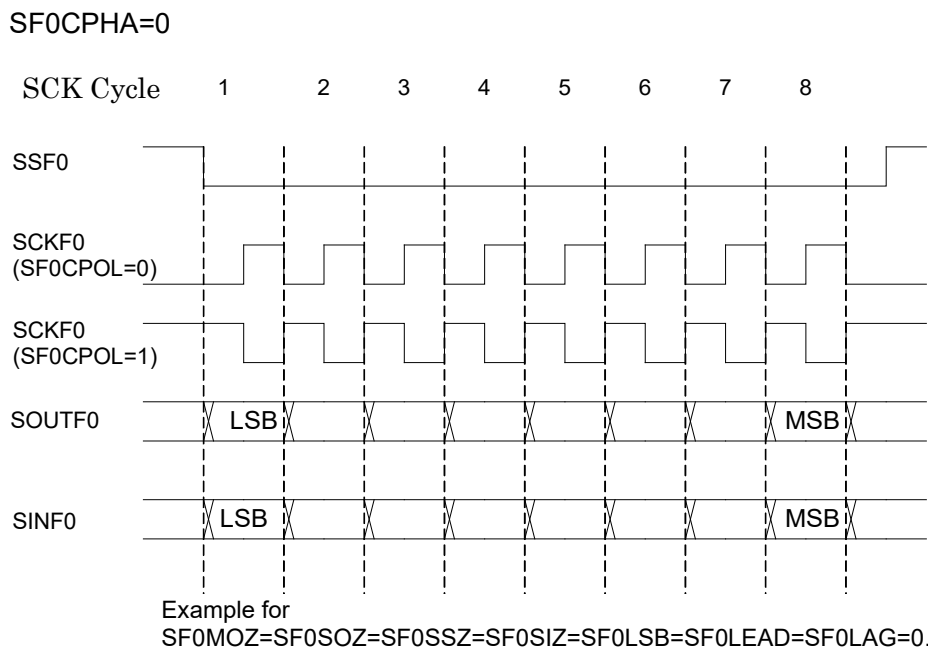 SF0CPHA=0
SCK Cycle 1 2 3 4 5 6 7 8
SSF0
SCKF0
(SF0CPOL=0)
SCKF0
(SF0CPOL=1)
SOUTF0 LSB MSB
SINF0 LSB MSB
Example for
SF0MOZ=SF0SOZ=SF0SSZ=SF0SIZ=SF0LSB=SF0LEAD=SF0LAG=0.